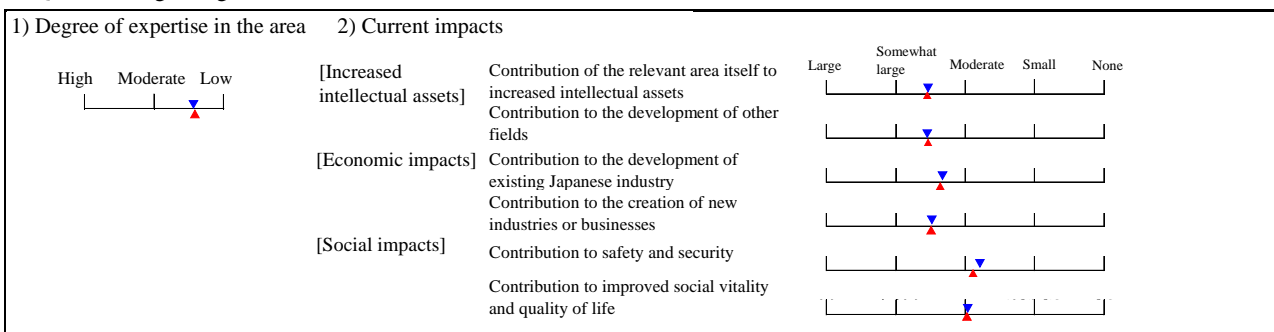 1) Degree of expertise in the area 2) Current impacts
High Moderate Low
[Increased
intellectual assets]
Contribution of the relevant area itself to
increased intellectual assets
Large Somewhat
large Moderate Small None
Contribution to the development of other
fields
[Economic impacts] Contribution to the development of
existing Japanese industry
Contribution to the creation of new
industries or businesses
[Social impacts]
Contribution to safety and security
Contribution to improved social vitality
and quality of life